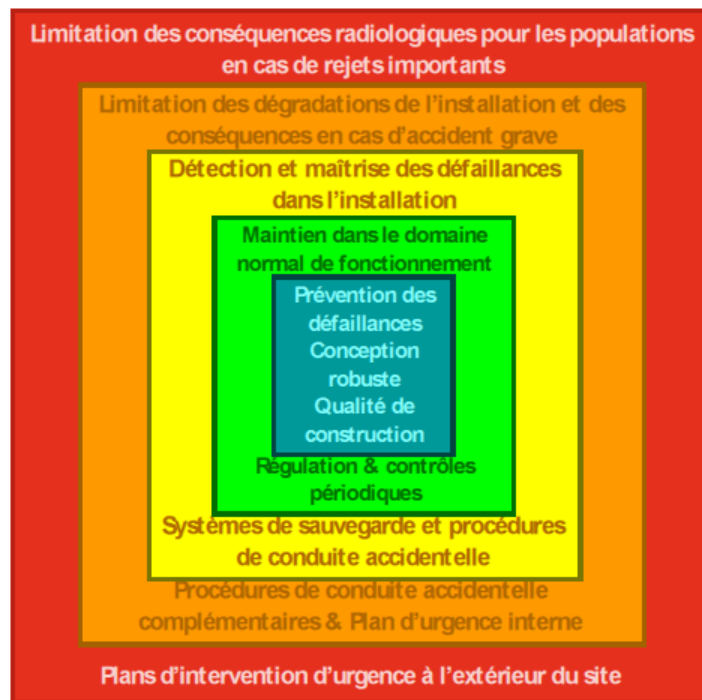 Limitation des conséquences radiologiques pour les populations
en cas de rejets importants
Limitation des dégradations de l'installation et des
conséquences en cas d'accident grave
Détection et maîtrise des défaillances
dans l'installation
Maintien dans le domaine
normal de fonctionnement
Prévention des
défaillances
Conception
robuste
Qualité de
construction
Régulation & contrôles
périodiques
Systèmes de sauvegarde et procédures
de conduite accidentelle
Procédures de conduite accidentelle
complémentaires & Plan d'urgence interne
Plans d'intervention d'urgence à l'extérieur du site